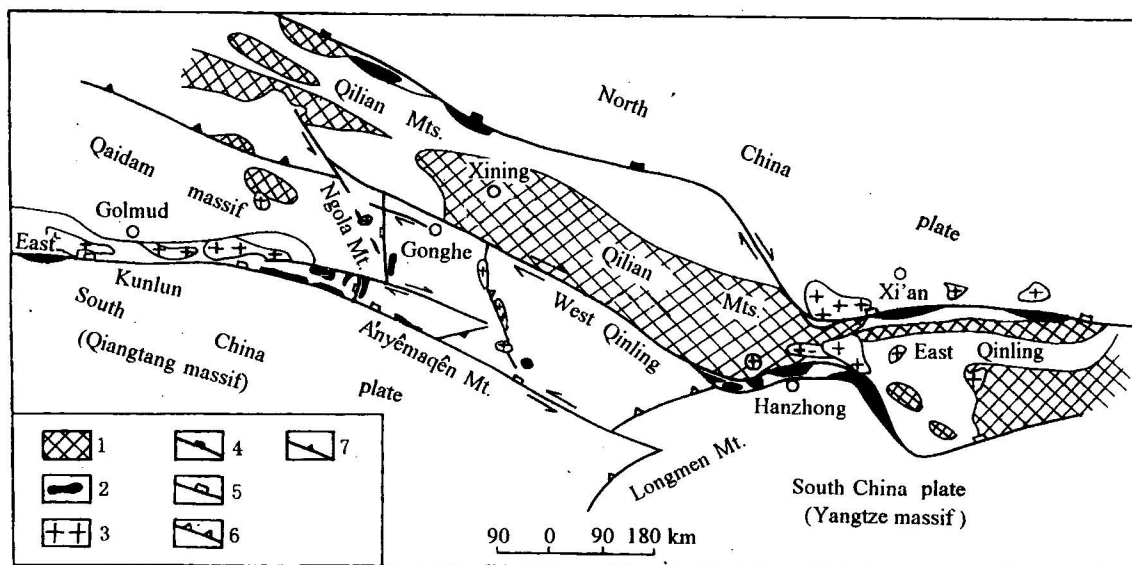 North
China
plate
Qilian
Mts.
Xining
Qaidam
massif
Golmud
Ngola Mt.
Gonghe
East
Kunlun
Qilian
Mts.
Xi'an
South
China
plate
(Qiangtang massif)
A'nyêmaqên Mt.
West
Qinling
East Qinling
Hanzhong
Longmen Mt.
South China plate
(Yangtze massif)
1
2
3
4
5
6
7
90 0 90 180 km